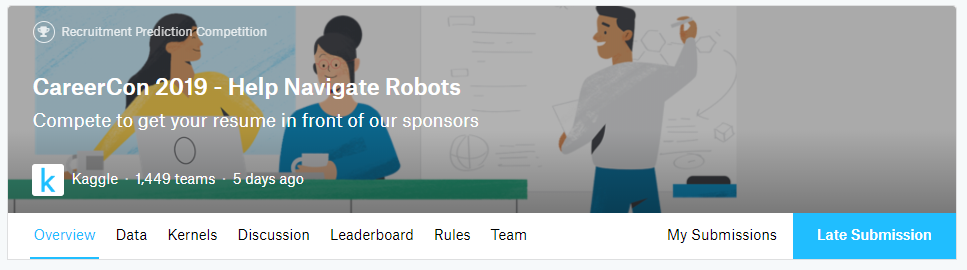 Recruitment Prediction Competition
CareerCon 2019 - Help Navigate Robots
Compete to get your resume in front of our sponsors
k Kaggle · 1,449 teams · 5 days ago
Overview Data Kernels Discussion Leaderboard Rules Team My Submissions Late Submission